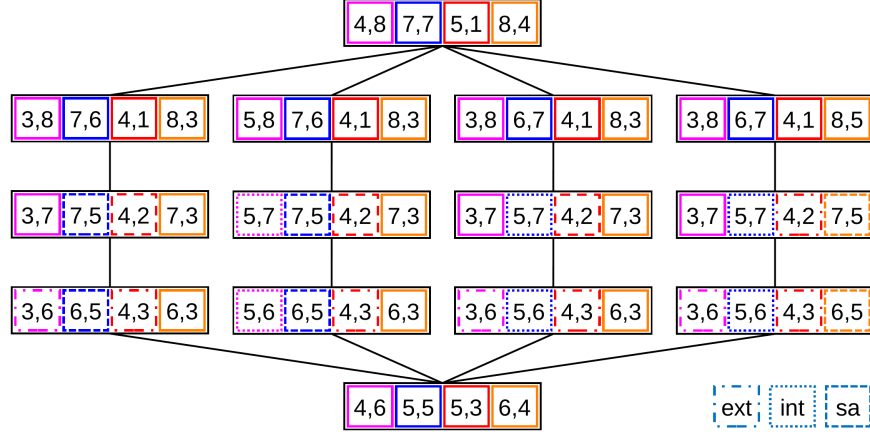 4,8 7,7 5,1 8,4
3,8 7,6 4,1 8,3 5,8 7,6 4,1 8,3 3,8 6,7 4,1 8,3 3,8 6,7 4,1 8,5
3,7 7,5 4,2 7,3 5,7 7,5 4,2 7,3 3,7 5,7 4,2 7,3 3,7 5,7 4,2 7,5
3,6 6,5 4,3 6,3 5,6 6,5 4,3 6,3 3,6 5,6 4,3 6,3 3,6 5,6 4,3 6,5
4,6 5,5 5,3 6,4 ext int sa